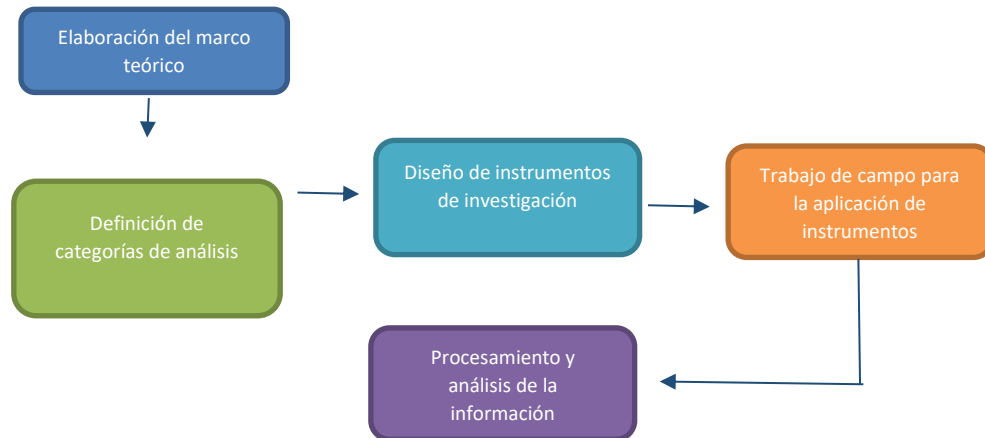 Elaboración del marco
teórico
Definición de
categorías de análisis
Diseño de instrumentos
de investigación
Trabajo de campo para
la aplicación de
instrumentos
Procesamiento y
análisis de la
información